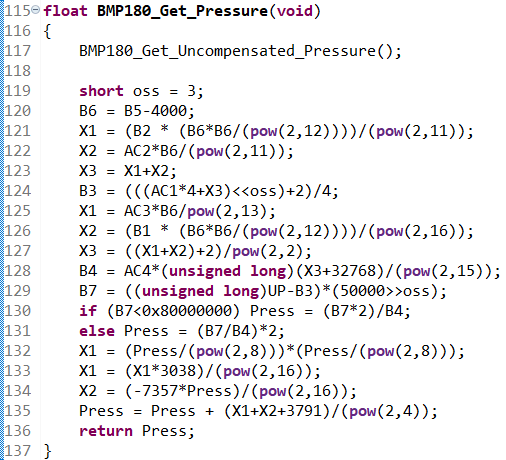 115 float BMP180_Get_Pressure(void)
116 {
117     BMP180_Get_Uncompensated_Pressure();
118
119     short oss = 3;
120     B6 = B5-4000;
121     X1 = (B2 * (B6*B6/(pow(2,12))))/(pow(2,11));
122     X2 = AC2*B6/(pow(2,11));
123     X3 = X1+X2;
124     B3 = (((AC1*4+X3)<<oss)+2)/4;
125     X1 = AC3*B6/pow(2,13);
126     X2 = (B1 * (B6*B6/(pow(2,12))))/(pow(2,16));
127     X3 = ((X1+X2)+2)/pow(2,2);
128     B4 = AC4*(unsigned long)(X3+32768)/(pow(2,15));
129     B7 = ((unsigned long)UP-B3)*(50000>>oss);
130     if (B7<0x80000000) Press = (B7*2)/B4;
131     else Press = (B7/B4)*2;
132     X1 = (Press/(pow(2,8)))*(Press/(pow(2,8)));
133     X1 = (X1*3038)/(pow(2,16));
134     X2 = (-7357*Press)/(pow(2,16));
135     Press = Press + (X1+X2+3791)/(pow(2,4));
136     return Press;
137 }